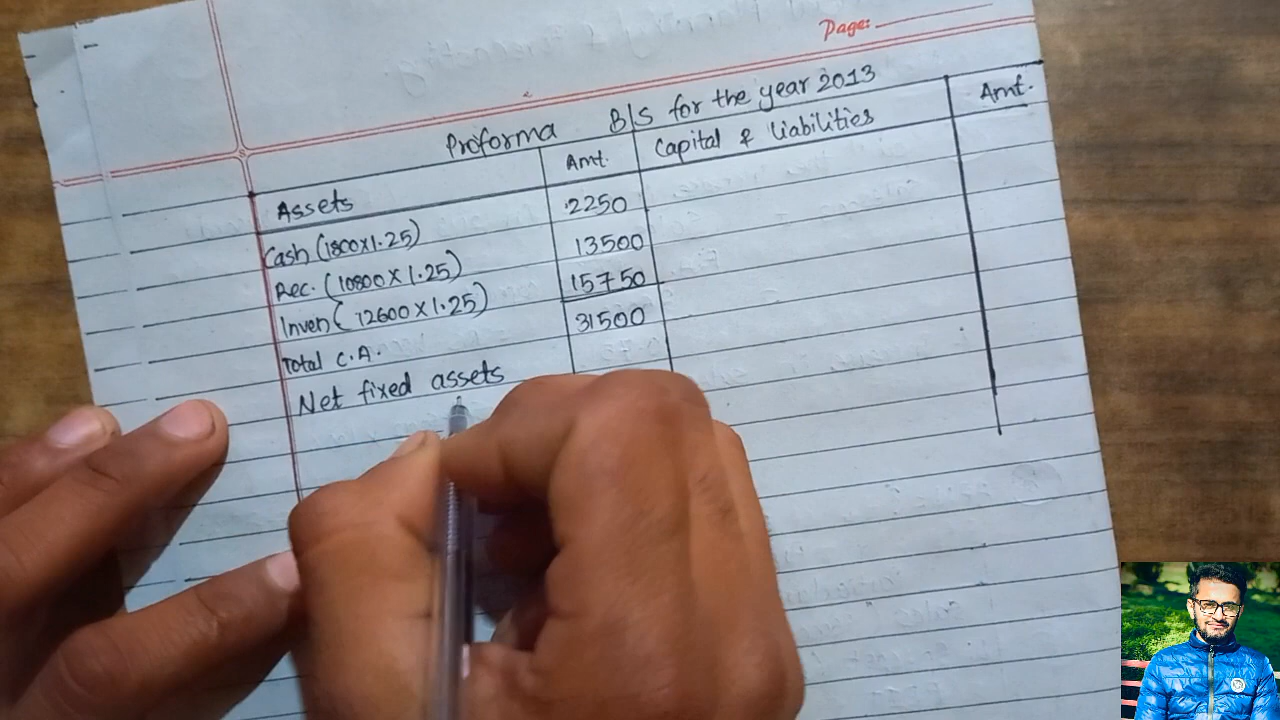 Page:
Proforma B/S for the year 2013
Assets Amt. Capital & Liabilities Amt.
Cash (1800x1.25) 2250
Rec. (10800 X 1.25) 13500
Inven (12600 X 1.25) 15750
Total C.A. 31500
Net fixed assets